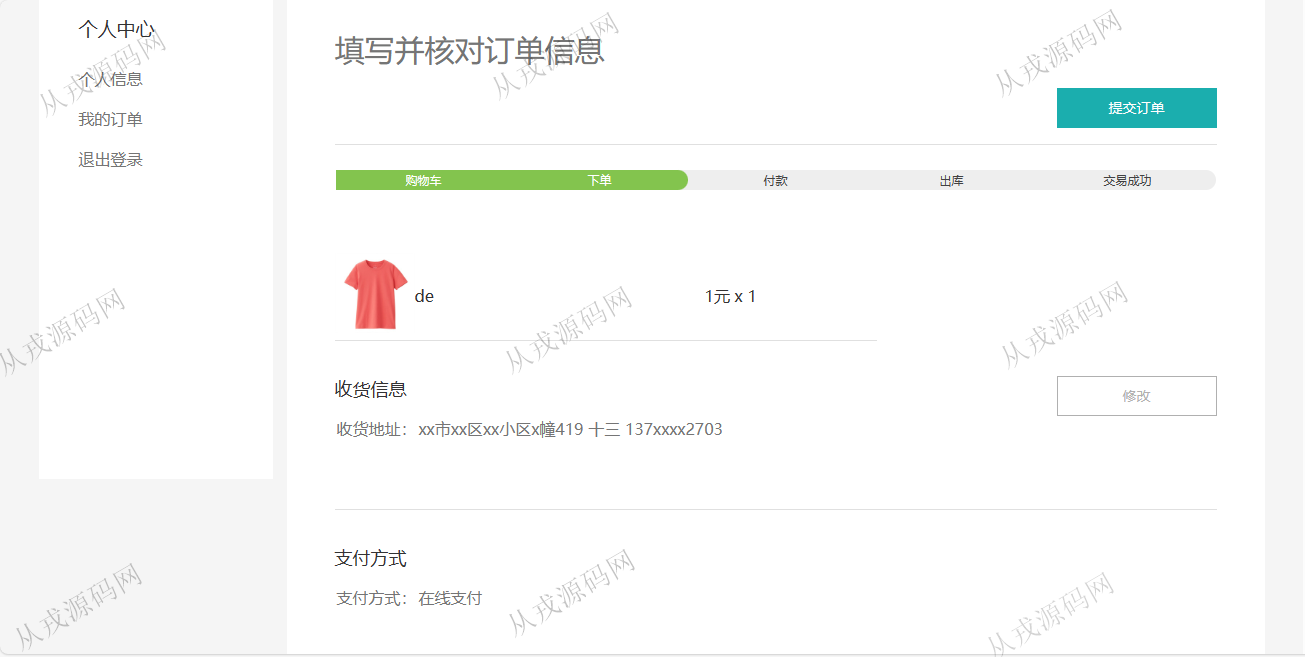 个人中心
个人信息
我的订单
退出登录
填写并核对订单信息
提交订单
购物车 下单 付款 出库 交易成功
de 1元 x 1
收货信息
修改
收货地址： xx市xx区xx小区x幢419 十三 137xxxx2703
支付方式
支付方式： 在线支付
从戎源码网
从戎源码网
从戎源码网
从戎源码网
从戎源码网
从戎源码网
从戎源码网
从戎源码网
从戎源码网